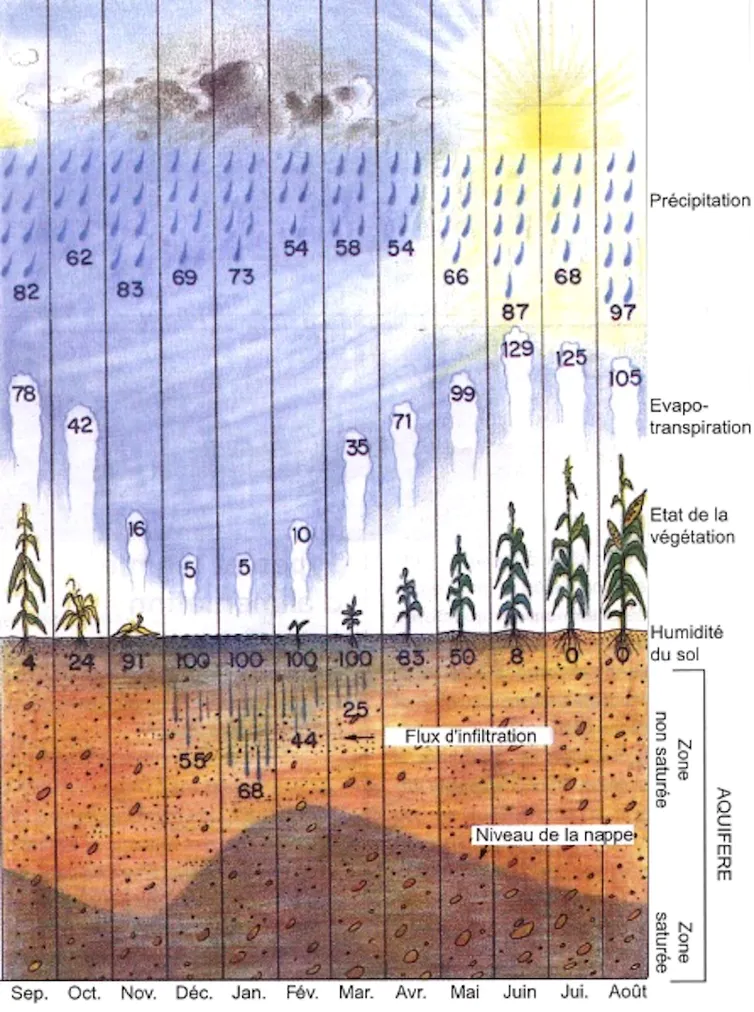 Précipitation
62
54
58
54
82
83
69
73
66
68
87
97
Evapo-
transpiration
78
42
16
5
5
10
35
71
99
129
125
105
Etat de la
végétation
Humidité
du sol
4
24
91
100
100
100
100
83
50
8
0
0
55
68
44
25
Flux d'infiltration
Niveau de la nappe
Zone
non saturée
Zone
saturée
AQUIFERE
Sep. Oct. Nov. Déc. Jan. Fév. Mar. Avr. Mai Juin Jui. Août